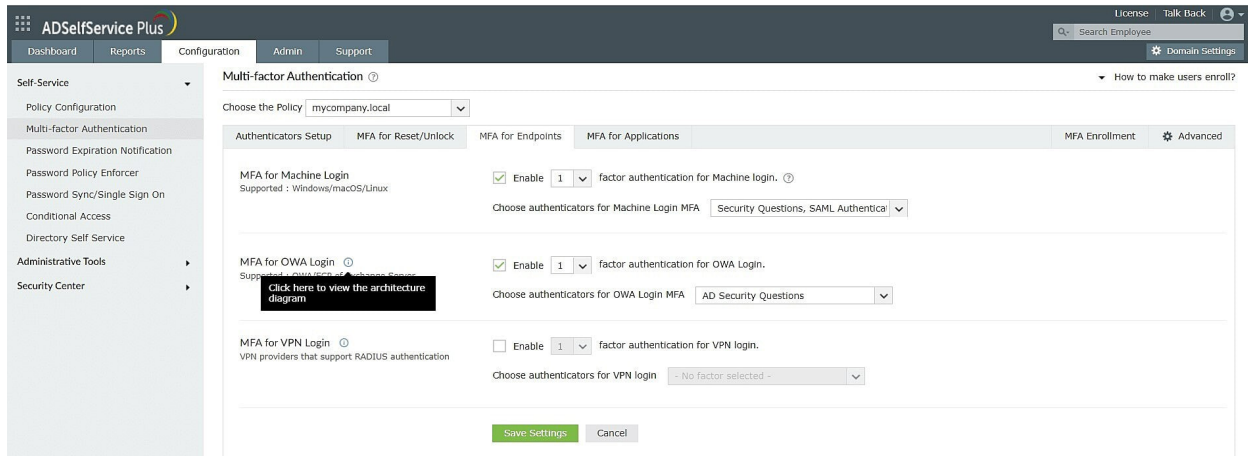 License Talk Back
ADSelfService Plus
Search Employee
Dashboard Reports Configuration Admin Support
Domain Settings
Self-Service
Policy Configuration
Multi-factor Authentication
Password Expiration Notification
Password Policy Enforcer
Password Sync/Single Sign On
Conditional Access
Directory Self Service
Administrative Tools
Security Center
Multi-factor Authentication
How to make users enroll?
Choose the Policy mycompany.local
Authenticators Setup MFA for Reset/Unlock MFA for Endpoints MFA for Applications MFA Enrollment Advanced
MFA for Machine Login
Supported : Windows/macOS/Linux
Enable 1 factor authentication for Machine login.
Choose authenticators for Machine Login MFA Security Questions, SAML Authenticat
MFA for OWA Login
Supported : OWA/ECP of Exchange Server
Click here to view the architecture
diagram
Enable 1 factor authentication for OWA Login.
Choose authenticators for OWA Login MFA AD Security Questions
MFA for VPN Login
VPN providers that support RADIUS authentication
Enable 1 factor authentication for VPN login.
Choose authenticators for VPN login - No factor selected -
Save Settings Cancel